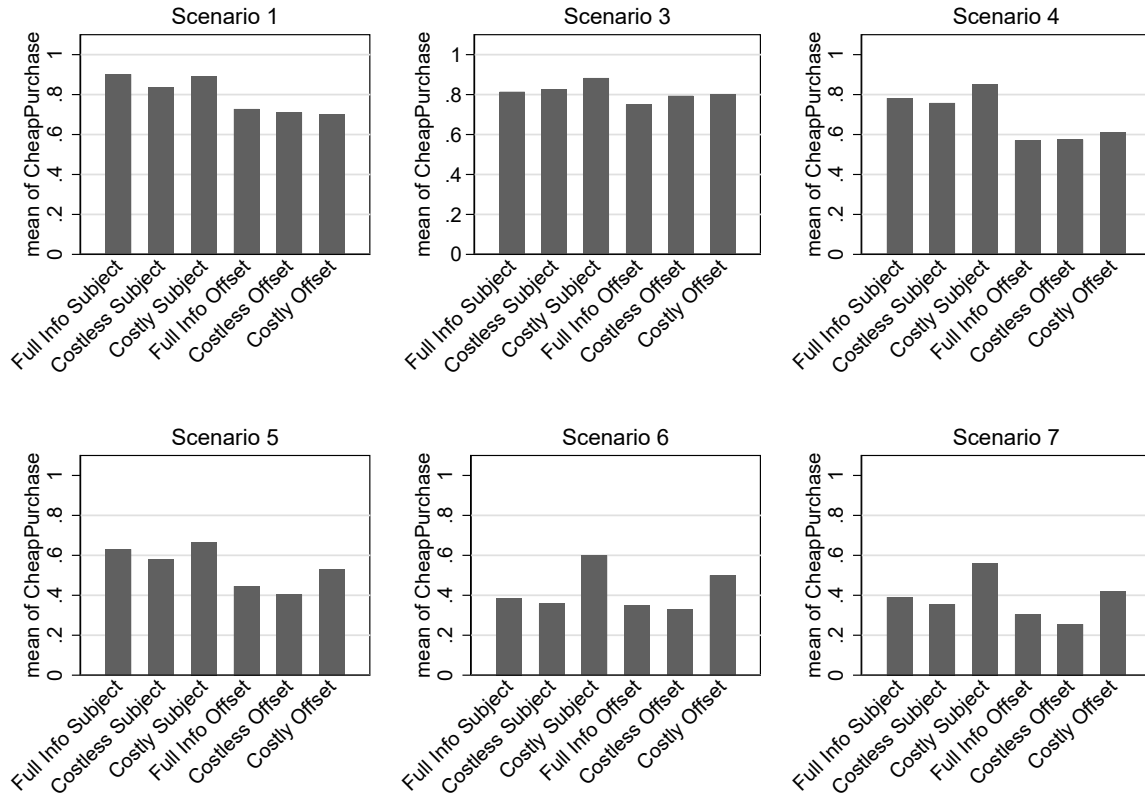 Scenario 1
mean of CheapPurchase
0 .2 .4 .6 .8 1
Full Info Subject
Costless Subject
Costly Subject
Full Info Offset
Costless Offset
Costly Offset
Scenario 3
mean of CheapPurchase
0 .2 .4 .6 .8 1
Full Info Subject
Costless Subject
Costly Subject
Full Info Offset
Costless Offset
Costly Offset
Scenario 4
mean of CheapPurchase
0 .2 .4 .6 .8 1
Full Info Subject
Costless Subject
Costly Subject
Full Info Offset
Costless Offset
Costly Offset
Scenario 5
mean of CheapPurchase
0 .2 .4 .6 .8 1
Full Info Subject
Costless Subject
Costly Subject
Full Info Offset
Costless Offset
Costly Offset
Scenario 6
mean of CheapPurchase
0 .2 .4 .6 .8 1
Full Info Subject
Costless Subject
Costly Subject
Full Info Offset
Costless Offset
Costly Offset
Scenario 7
mean of CheapPurchase
0 .2 .4 .6 .8 1
Full Info Subject
Costless Subject
Costly Subject
Full Info Offset
Costless Offset
Costly Offset